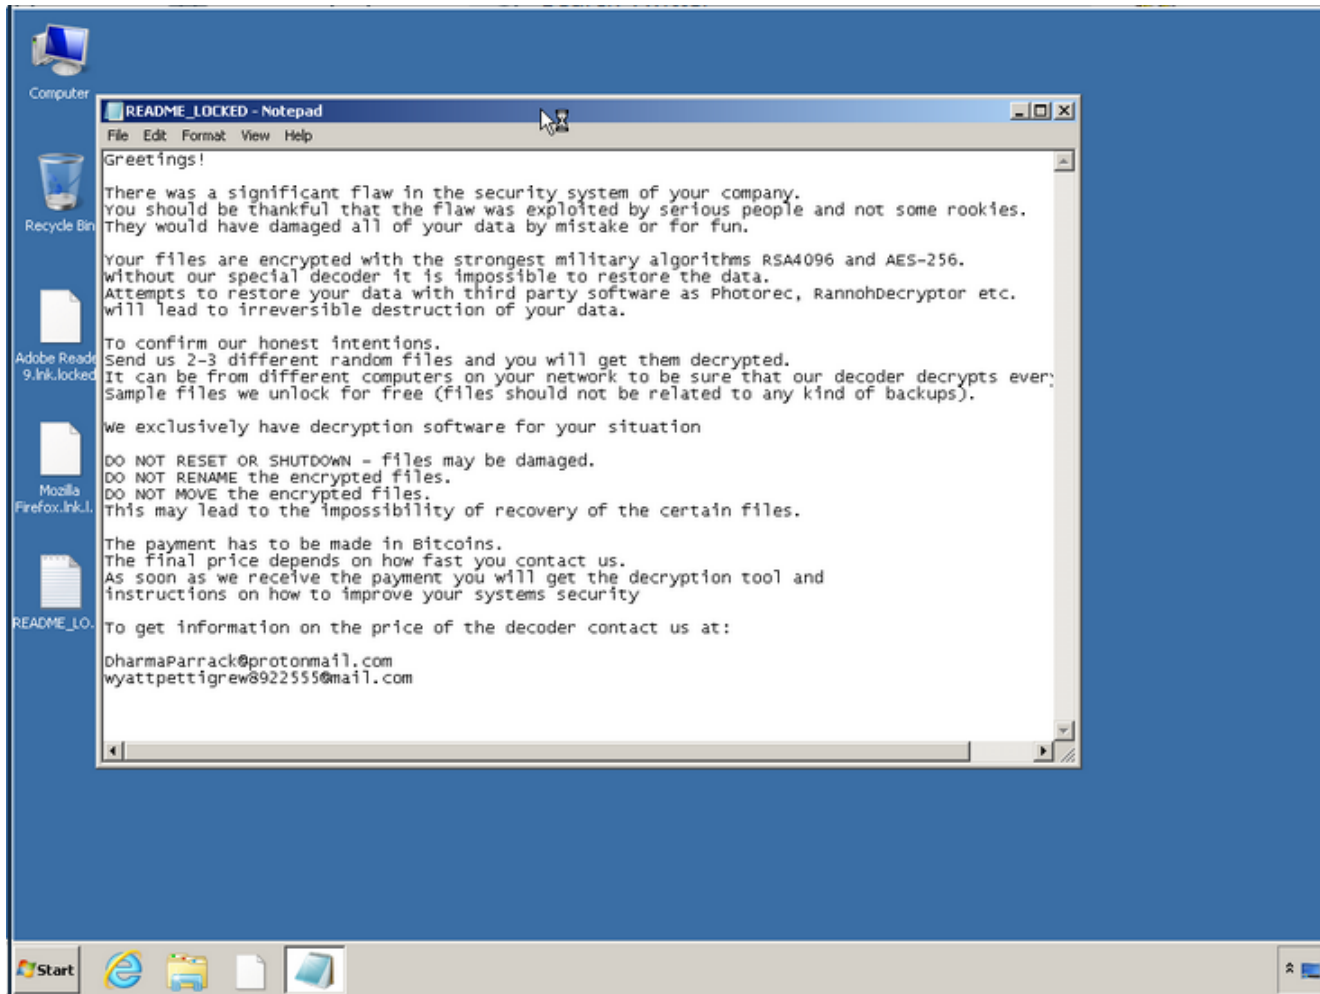 Computer
Recycle Bin
Adobe Reade
9.lnk.locked
Mozilla
Firefox.lnk.l.
README_LO.
README_LOCKED - Notepad
File Edit Format View Help
Greetings!
There was a significant flaw in the security system of your company.
You should be thankful that the flaw was exploited by serious people and not some rookies.
They would have damaged all of your data by mistake or for fun.
Your files are encrypted with the strongest military algorithms RSA4096 and AES-256.
Without our special decoder it is impossible to restore the data.
Attempts to restore your data with third party software as Photorec, RannohDecryptor etc.
will lead to irreversible destruction of your data.
To confirm our honest intentions.
Send us 2-3 different random files and you will get them decrypted.
It can be from different computers on your network to be sure that our decoder decrypts every
Sample files we unlock for free (files should not be related to any kind of backups).
We exclusively have decryption software for your situation
DO NOT RESET OR SHUTDOWN - files may be damaged.
DO NOT RENAME the encrypted files.
DO NOT MOVE the encrypted files.
This may lead to the impossibility of recovery of the certain files.
The payment has to be made in Bitcoins.
The final price depends on how fast you contact us.
As soon as we receive the payment you will get the decryption tool and
instructions on how to improve your systems security
To get information on the price of the decoder contact us at:
DharmaParrack@protonmail.com
wyattpettigrew8922555@mail.com
Start